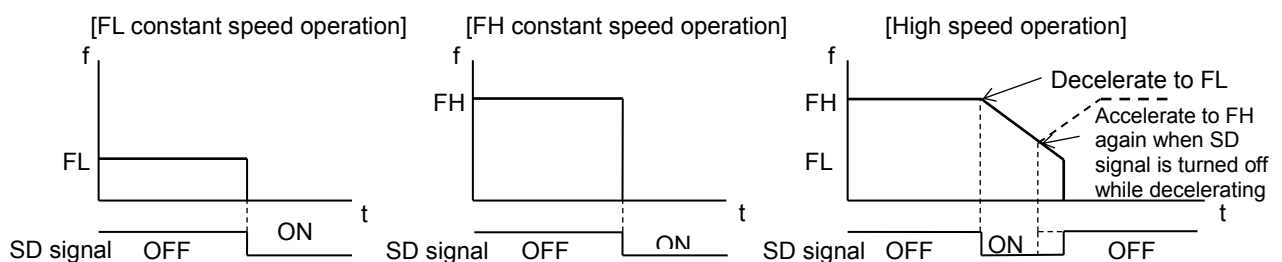 [FL constant speed operation]
f
FL
t
SD signal OFF ON
[FH constant speed operation]
f
FH
t
SD signal OFF ON
[High speed operation]
f
FH
FL
Decelerate to FL
Accelerate to FH
again when SD
signal is turned off
while decelerating
t
SD signal OFF ON OFF